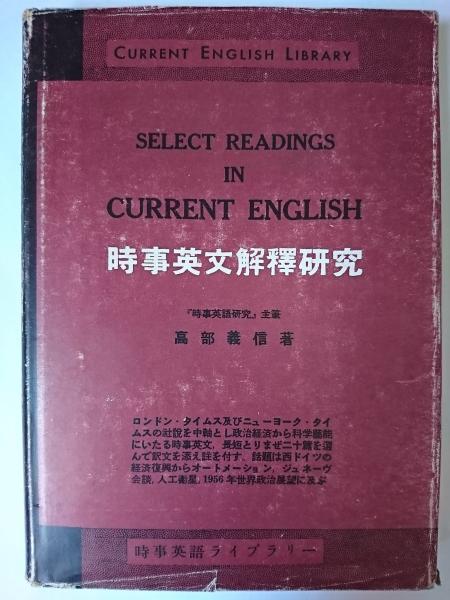 CURRENT ENGLISH LIBRARY
SELECT READINGS
IN
CURRENT ENGLISH
時事英文解釋研究
『時事英語研究』主筆
高部義信著
ロンドン・タイムス及びニューヨーク・タイ
ムスの社説を中軸とし政治経済から科学藝能
にいたる時事英文，長短とりまぜ二十篇を選
んで訳文を添え註を付す．話題は西ドイツの
経済復興からオートメーション，ジュネーヴ
会談，人工衛星，1956年世界政治展望に及ぶ
時事英語ライブラリー